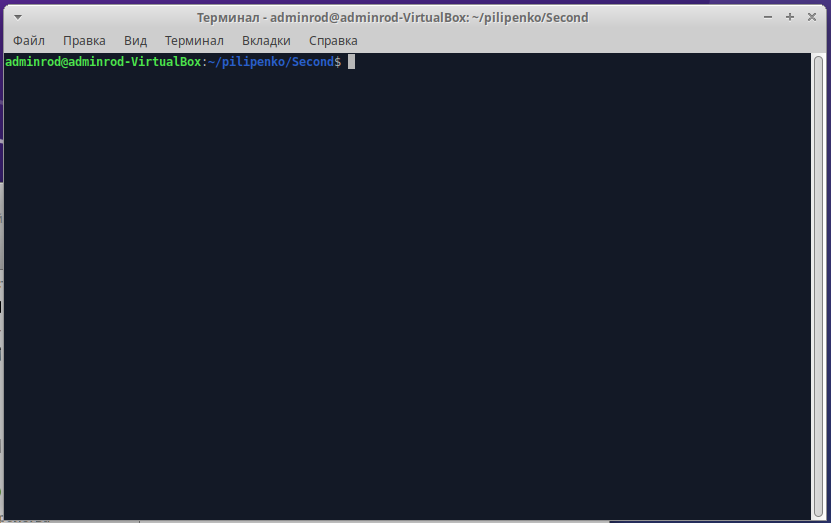 Терминал - adminrod@adminrod-VirtualBox: ~/pilipenko/Second
Файл Правка Вид Терминал Вкладки Справка
adminrod@adminrod-VirtualBox:~/pilipenko/Second$